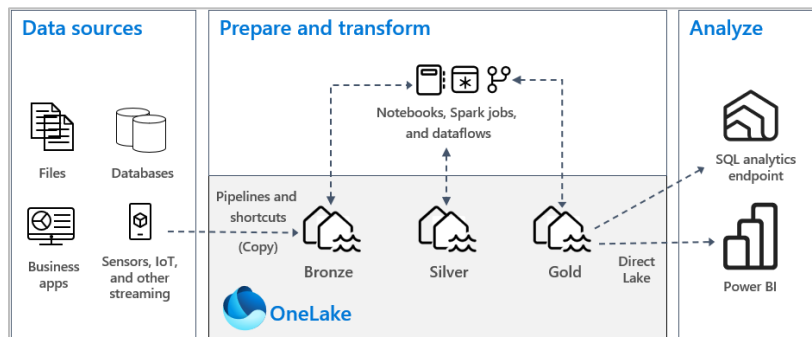 Data sources
Prepare and transform
Analyze
Files
Databases
Business
apps
Sensors, IoT,
and other
streaming
Notebooks, Spark jobs,
and dataflows
Pipelines and
shortcuts
(Copy)
Bronze
Silver
Gold
Direct
Lake
OneLake
SQL analytics
endpoint
Power BI